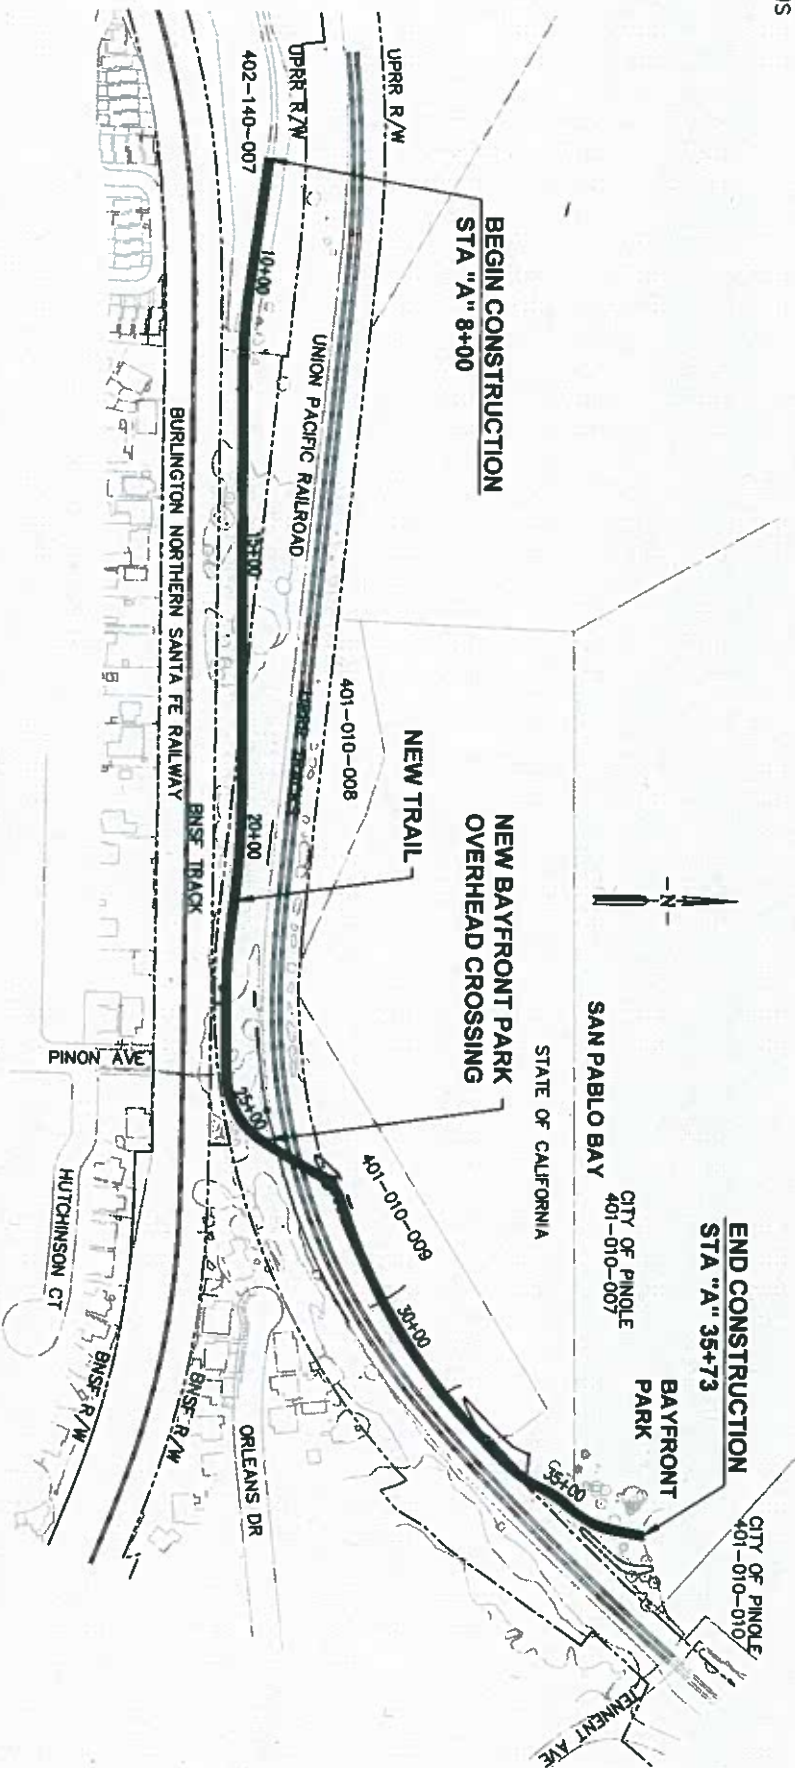 UPRR R/W
UPRR R/W
402-140-007
BEGIN CONSTRUCTION
STA "A" 8+00
10+00
UNION PACIFIC RAILROAD
BURLINGTON NORTHERN SANTA FE RAILWAY
15+00
401-010-008
UPRR TRACKS
NEW TRAIL
20+00
BNSF TRACK
NEW BAYFRONT PARK
OVERHEAD CROSSING
-N-
SAN PABLO BAY
STATE OF CALIFORNIA
CITY OF PINOLE
401-010-007
PINON AVE
25+00
401-010-009
HUTCHINSON CT
30+00
BNSF R/W
BNSF R/W
ORLEANS DR
END CONSTRUCTION
STA "A" 35+73
BAYFRONT
PARK
35+00
CITY OF PINOLE
401-010-010
TENNENT AVE